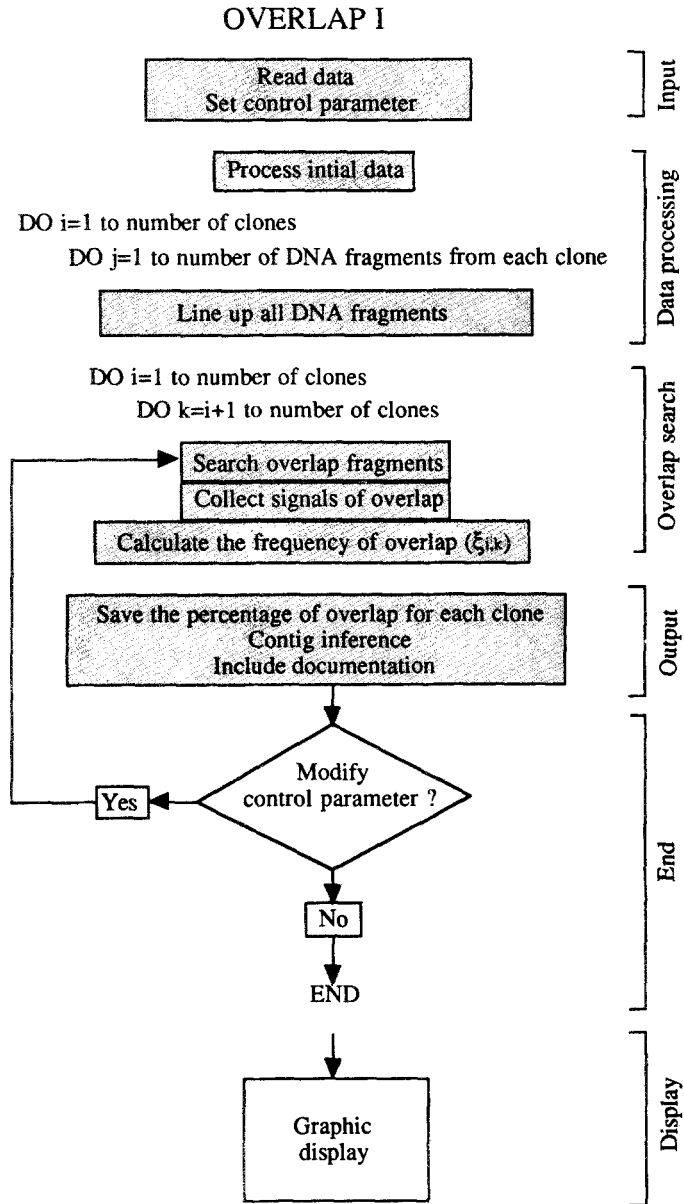 OVERLAP I
Read data
Set control parameter
Input
Process intial data
DO i=1 to number of clones
DO j=1 to number of DNA fragments from each clone
Line up all DNA fragments
Data processing
DO i=1 to number of clones
DO k=i+1 to number of clones
Search overlap fragments
Collect signals of overlap
Calculate the frequency of overlap (ξi,k)
Overlap search
Save the percentage of overlap for each clone
Contig inference
Include documentation
Output
Modify
control parameter ?
Yes
No
END
End
Graphic
display
Display